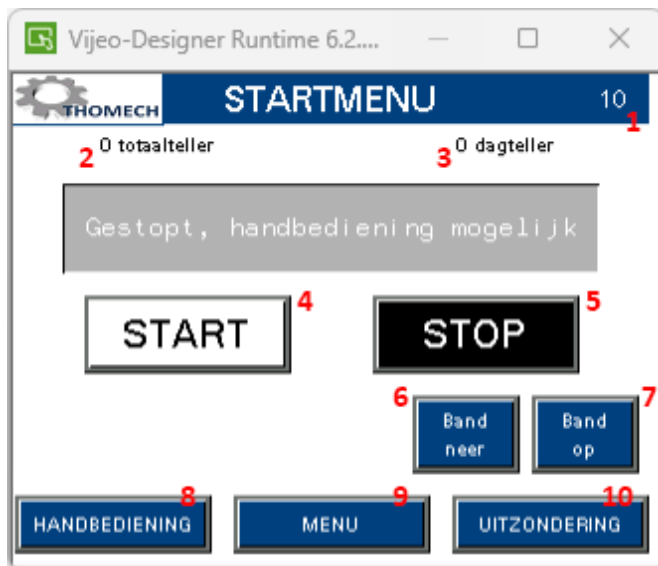 Vijeo-Designer Runtime 6.2....
THOMECH STARTMENU 10
1
2 0 totaalteller 3 0 dagteller
Gestopt, handbediening mogelijk
4 5
START STOP
6 7
Band Band
neer op
8 9 10
HANDBEDIENING MENU UITZONDERING